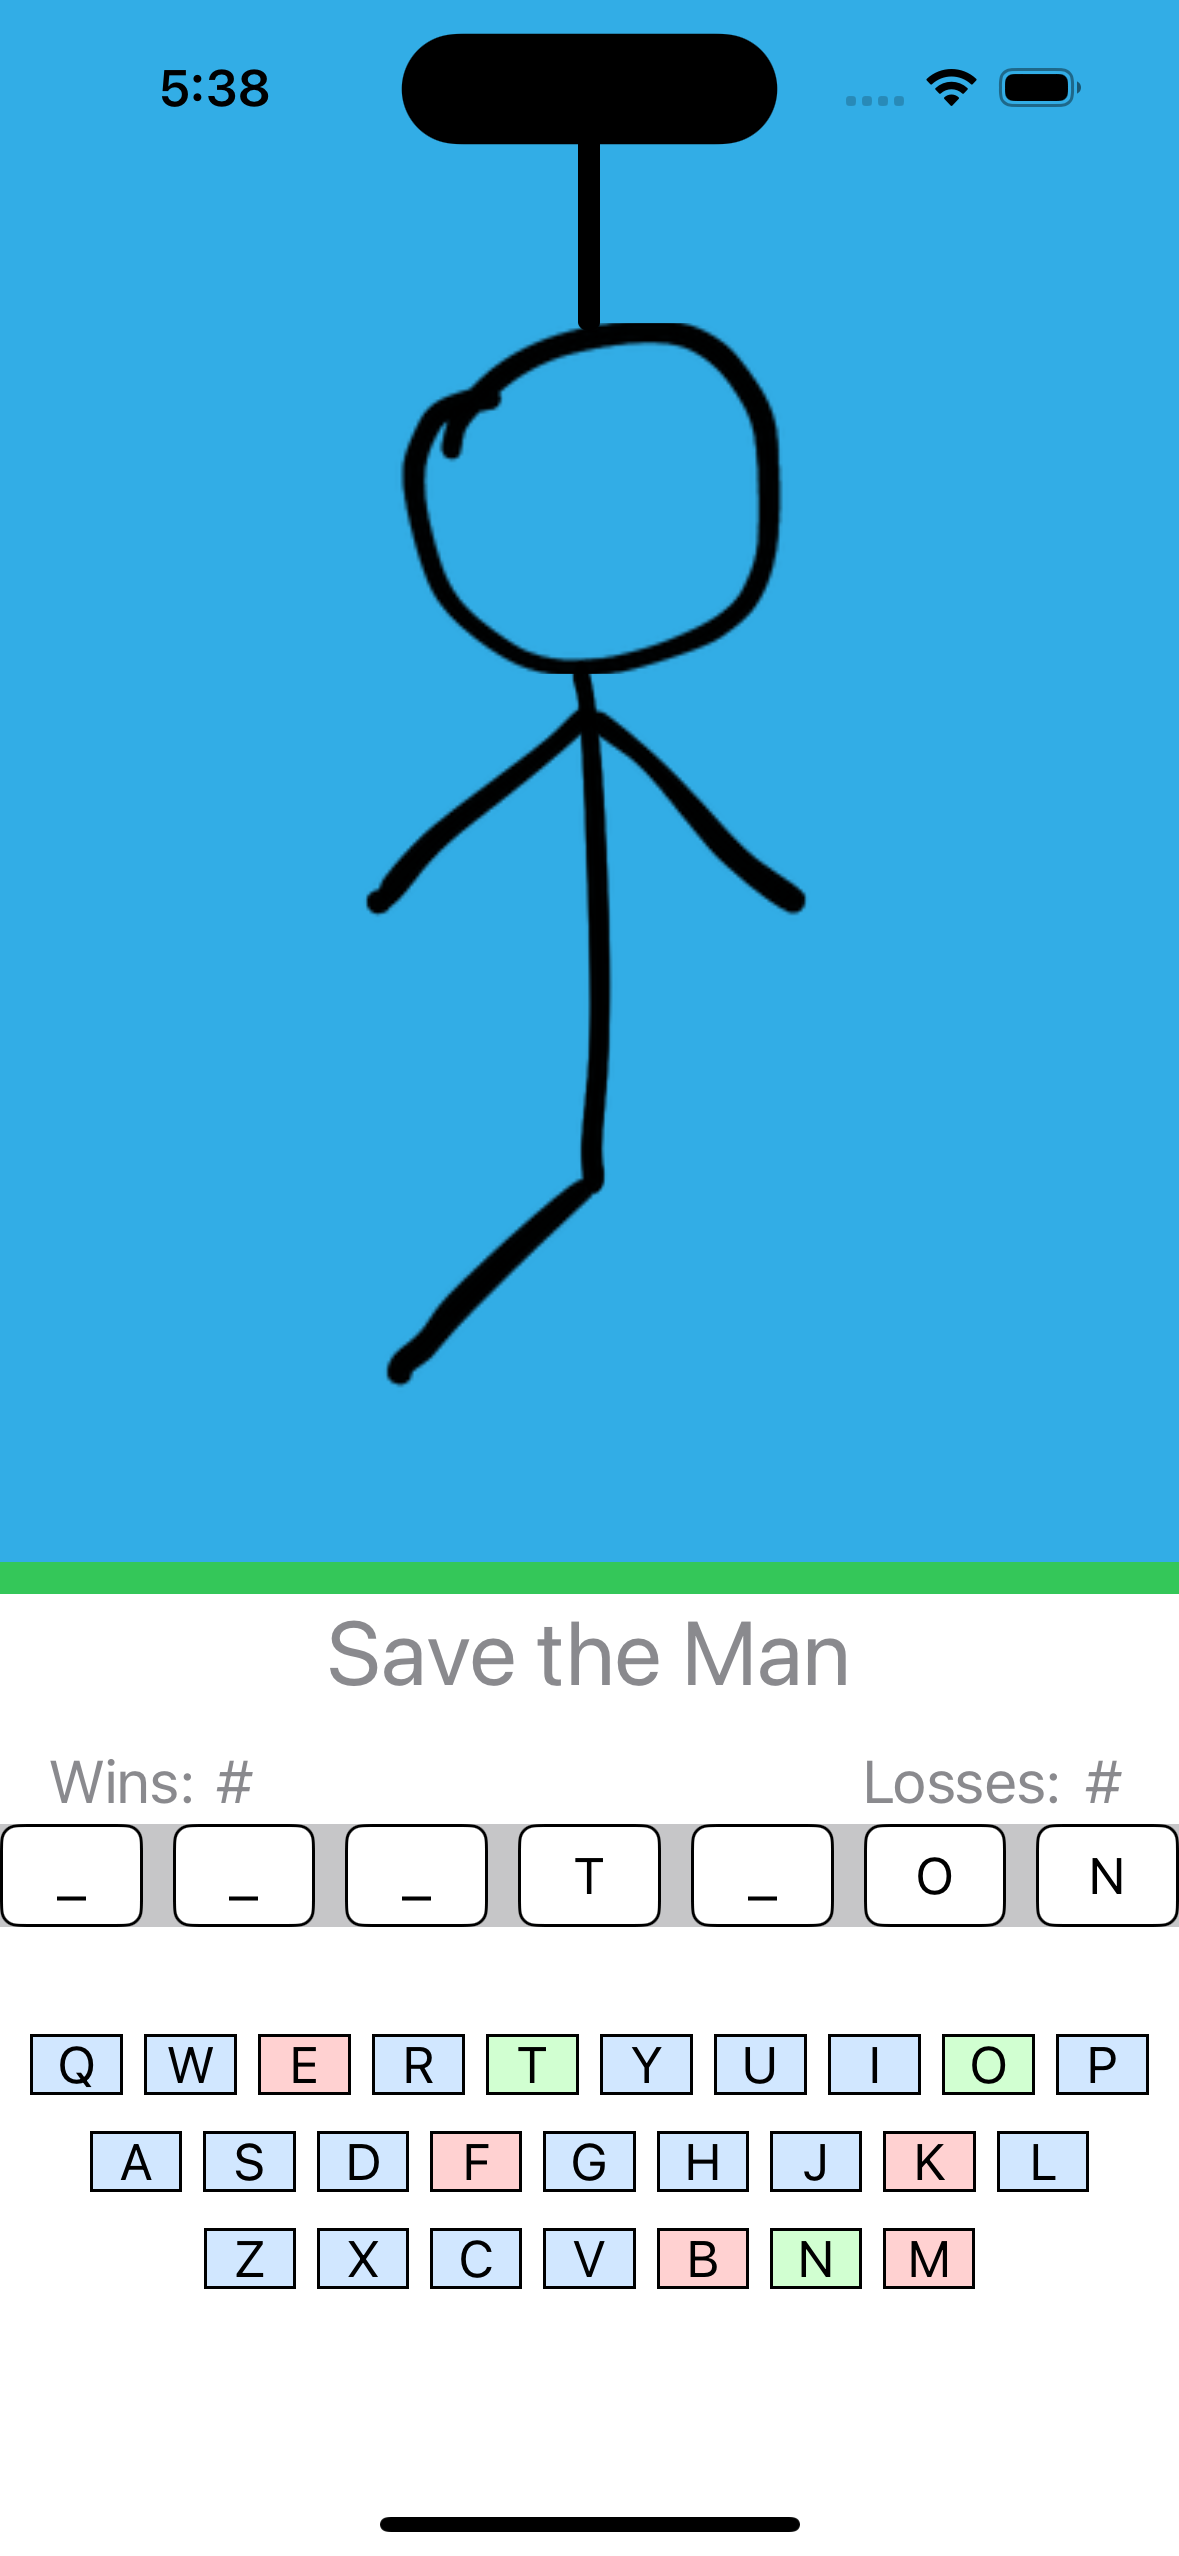 5:38
Save the Man
Wins: # Losses: #
_ _ _ T _ O N
Q W E R T Y U I O P
A S D F G H J K L
Z X C V B N M